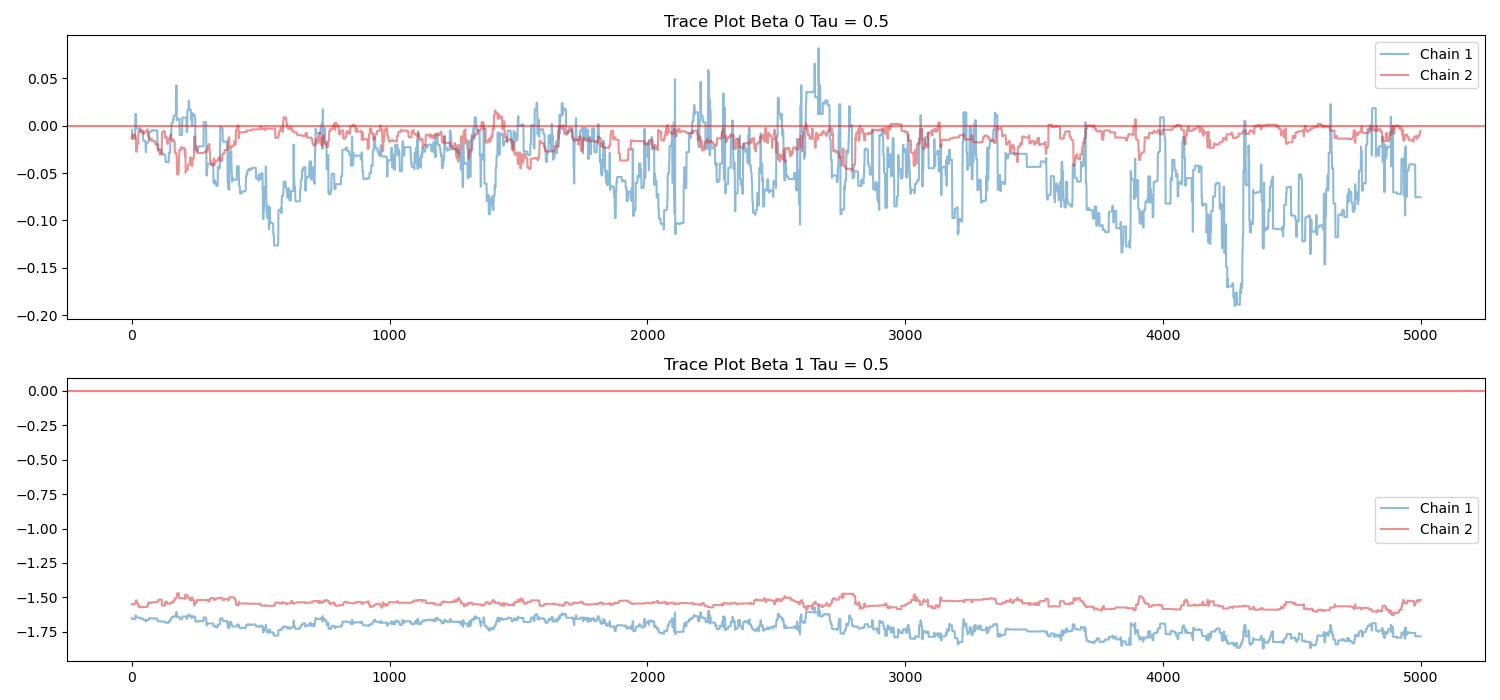 Trace Plot Beta 0 Tau = 0.5
Chain 1
Chain 2
0.05
0.00
−0.05
−0.10
−0.15
−0.20
0 1000 2000 3000 4000 5000
Trace Plot Beta 1 Tau = 0.5
0.00
−0.25
−0.50
−0.75
−1.00
−1.25
−1.50
−1.75
Chain 1
Chain 2
0 1000 2000 3000 4000 5000